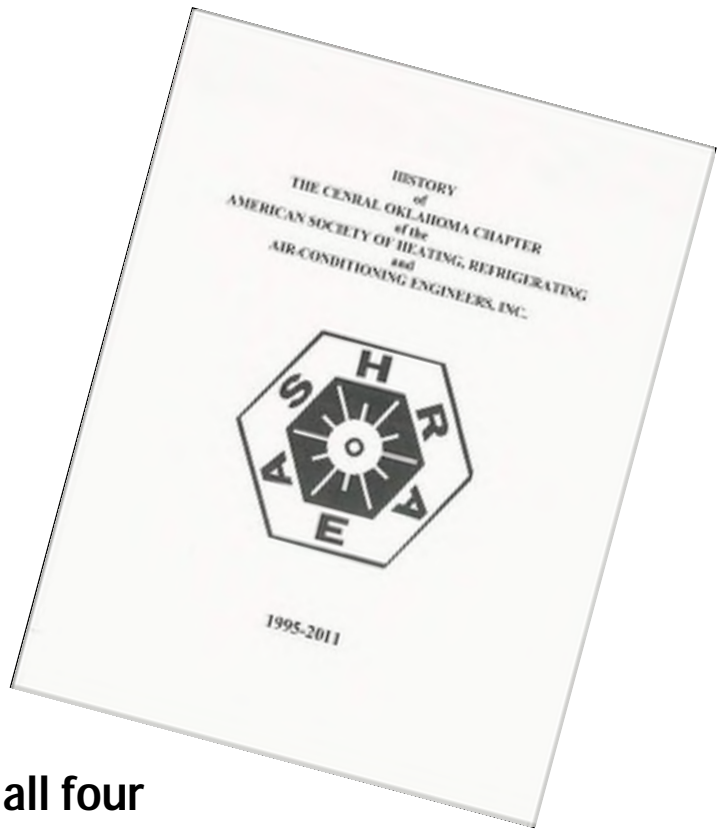 HISTORY
of
THE CENRAL OKLAHOMA CHAPTER
of the
AMERICAN SOCIETY OF HEATING, REFRIGERATING
and
AIR-CONDITIONING ENGINEERS, INC.
ASHRAE
1995-2011
all four